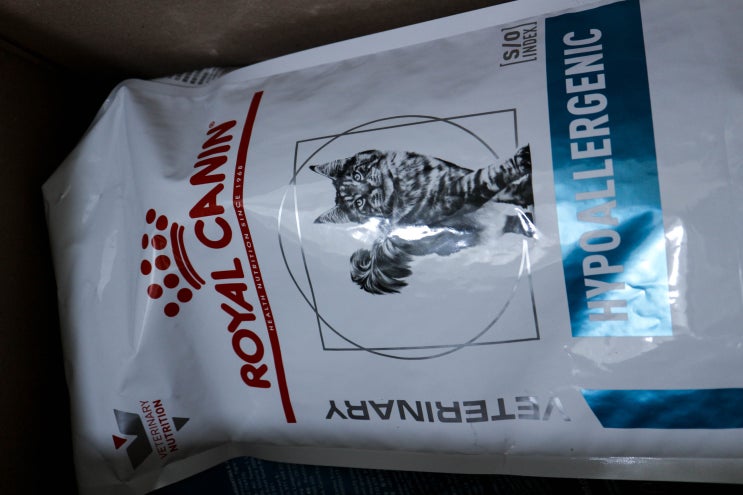 VETERINARY
NUTRITION
ROYAL CANIN®
HEALTH NUTRITION SINCE 1968
VETERINARY
[S/O]
[INDEX]
HYPOALLERGENIC